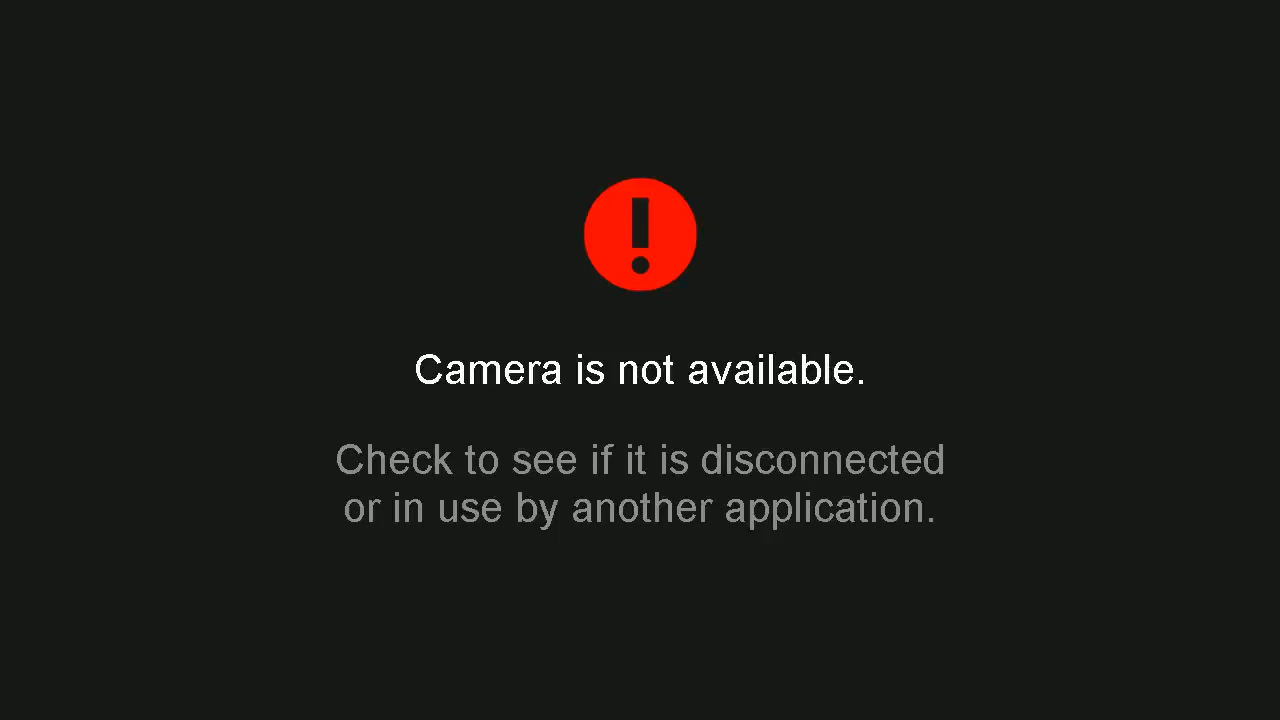 Camera is not available.
Check to see if it is disconnected
or in use by another application.